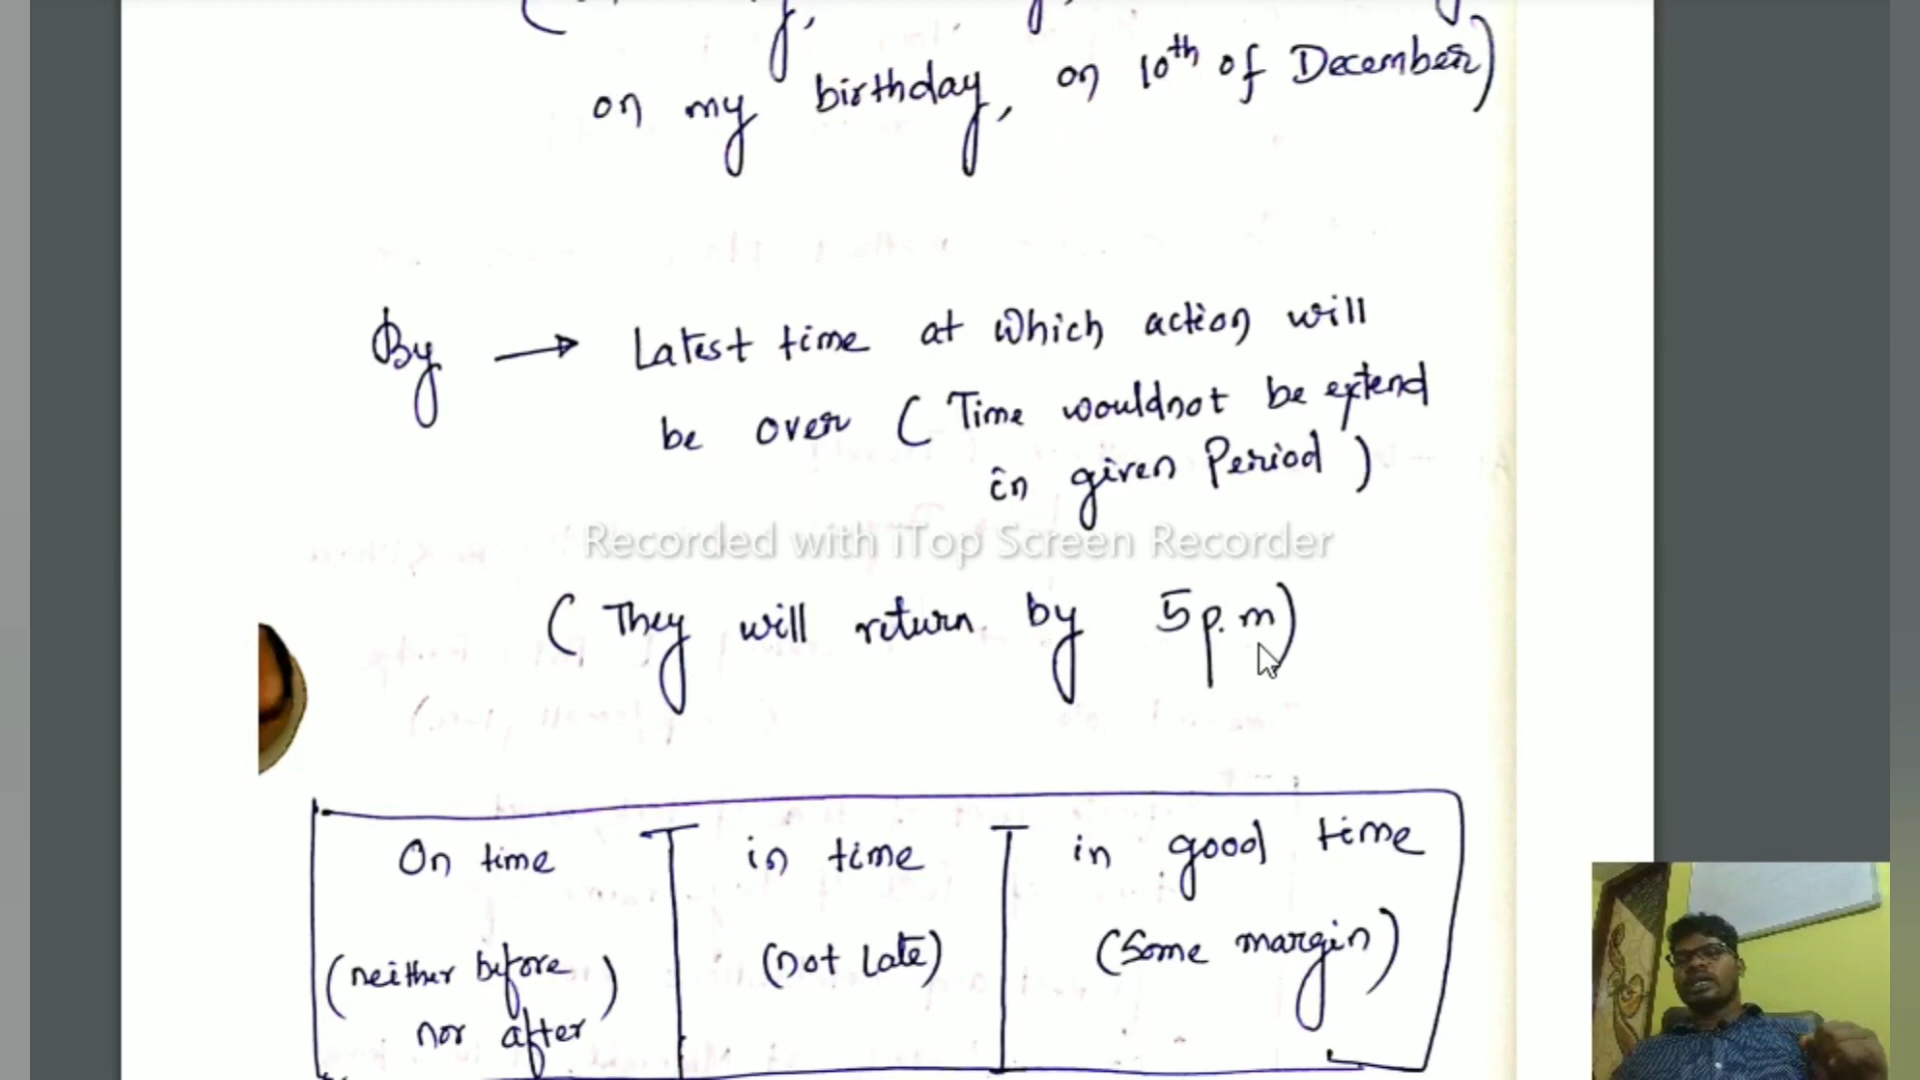 on my birthday, on 10th of December)
By → Latest time at which action will
be over ( Time wouldnot be extend
in given Period )
Recorded with iTop Screen Recorder
( They will return by 5 p.m)
On time
(neither before
nor after)
in time
(not late)
in good time
(Some margin)